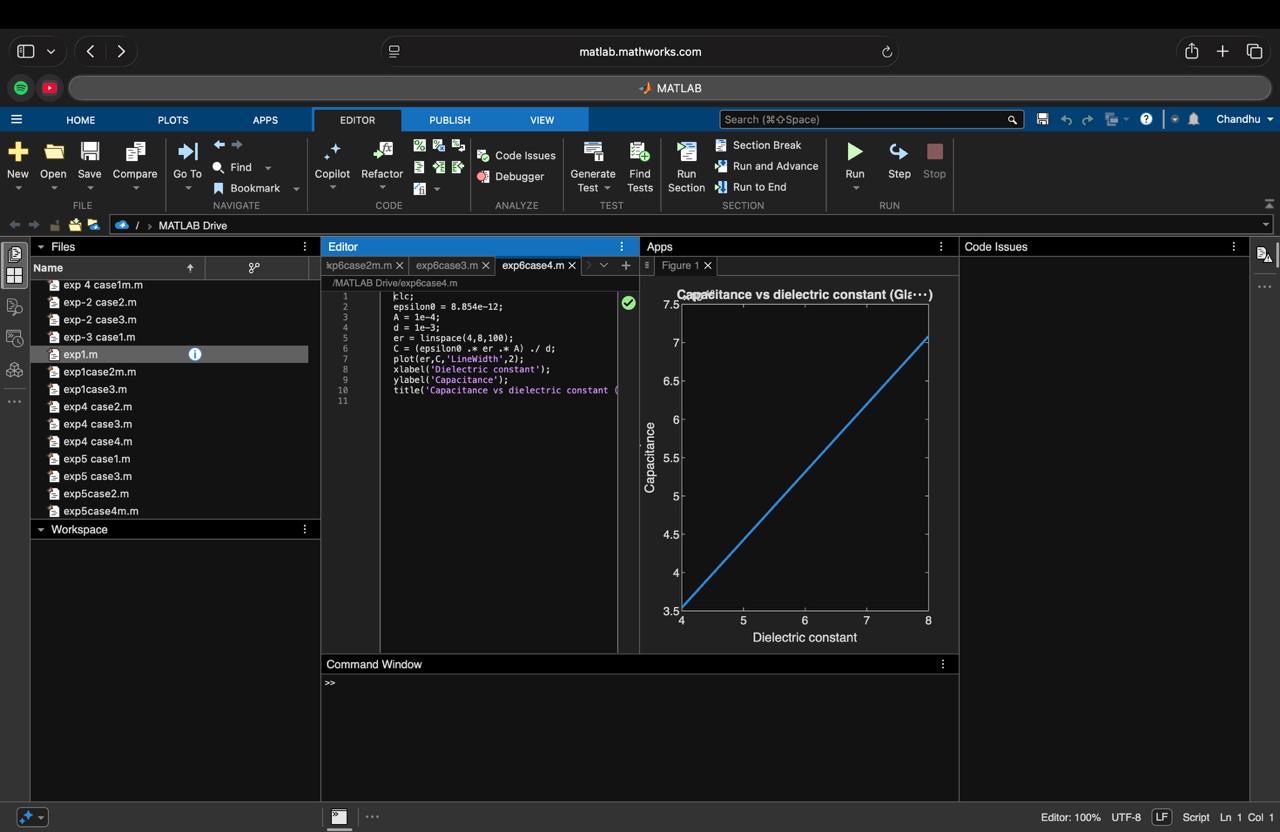 matlab.mathworks.com
MATLAB
HOME PLOTS APPS EDITOR PUBLISH VIEW Search (⌘⇧Space) Chandhu
New Open Save Compare
FILE
Go To Find Bookmark
NAVIGATE
Copilot Refactor
CODE
Code Issues
Debugger
ANALYZE
Generate Test Find Tests
TEST
Run Section
Section Break
Run and Advance
Run to End
SECTION
Run Step Stop
RUN
/ › MATLAB Drive
Files
Name
exp 4 case1m.m
exp-2 case2.m
exp-2 case3.m
exp-3 case1.m
exp1.m
exp1case2m.m
exp1case3.m
exp4 case2.m
exp4 case3.m
exp4 case4.m
exp5 case1.m
exp5 case3.m
exp5case2.m
exp5case4m.m
Workspace
Editor
xp6case2m.m exp6case3.m exp6case4.m
/MATLAB Drive/exp6case4.m
1 clc;
2 epsilon0 = 8.854e-12;
3 A = 1e-4;
4 d = 1e-3;
5 er = linspace(4,8,100);
6 C = (epsilon0 .* er .* A) ./ d;
7 plot(er,C,'LineWidth',2);
8 xlabel('Dielectric constant');
9 ylabel('Capacitance');
10 title('Capacitance vs dielectric constant (
11
Apps
Figure 1
Capacitance vs dielectric constant (Gla···)
7.5
7
6.5
6
5.5
5
4.5
4
3.5
Capacitance
4 5 6 7 8
Dielectric constant
Command Window
>>
Code Issues
Editor: 100% UTF-8 LF Script Ln 1 Col 1